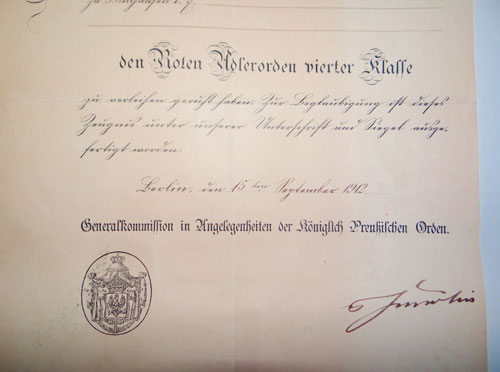 den Roten Adlerorden vierter Klasse
zu verleihen geruht haben. Zur Beglaubigung ist dieses
Zeugnis unter unserer Unterschrift und Siegel ausge-
fertigt worden.
Berlin, den 15ten September 1912.
Generalkommission in Angelegenheiten der Königlich Preußischen Orden.